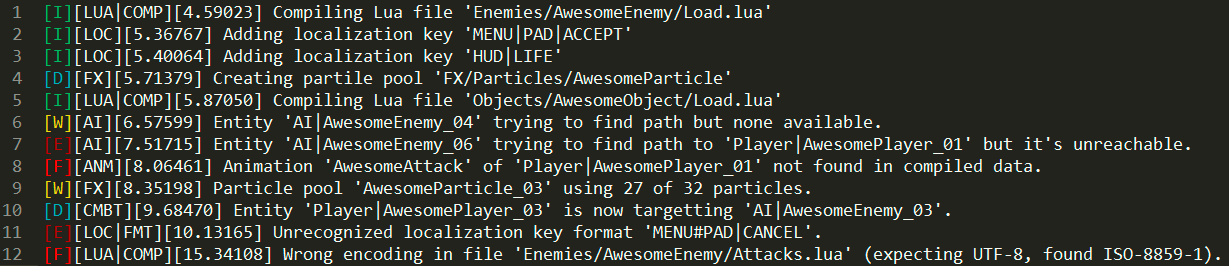 1 [I][LUA|COMP][4.59023] Compiling Lua file 'Enemies/AwesomeEnemy/Load.lua'
2 [I][LOC][5.36767] Adding localization key 'MENU|PAD|ACCEPT'
3 [I][LOC][5.40064] Adding localization key 'HUD|LIFE'
4 [D][FX][5.71379] Creating partile pool 'FX/Particles/AwesomeParticle'
5 [I][LUA|COMP][5.87050] Compiling Lua file 'Objects/AwesomeObject/Load.lua'
6 [W][AI][6.57599] Entity 'AI|AwesomeEnemy_04' trying to find path but none available.
7 [E][AI][7.51715] Entity 'AI|AwesomeEnemy_06' trying to find path to 'Player|AwesomePlayer_01' but it's unreachable.
8 [F][ANM][8.06461] Animation 'AwesomeAttack' of 'Player|AwesomePlayer_01' not found in compiled data.
9 [W][FX][8.35198] Particle pool 'AwesomeParticle_03' using 27 of 32 particles.
10 [D][CMBT][9.68470] Entity 'Player|AwesomePlayer_03' is now targetting 'AI|AwesomeEnemy_03'.
11 [E][LOC|FMT][10.13165] Unrecognized localization key format 'MENU#PAD|CANCEL'.
12 [F][LUA|COMP][15.34108] Wrong encoding in file 'Enemies/AwesomeEnemy/Attacks.lua' (expecting UTF-8, found ISO-8859-1).